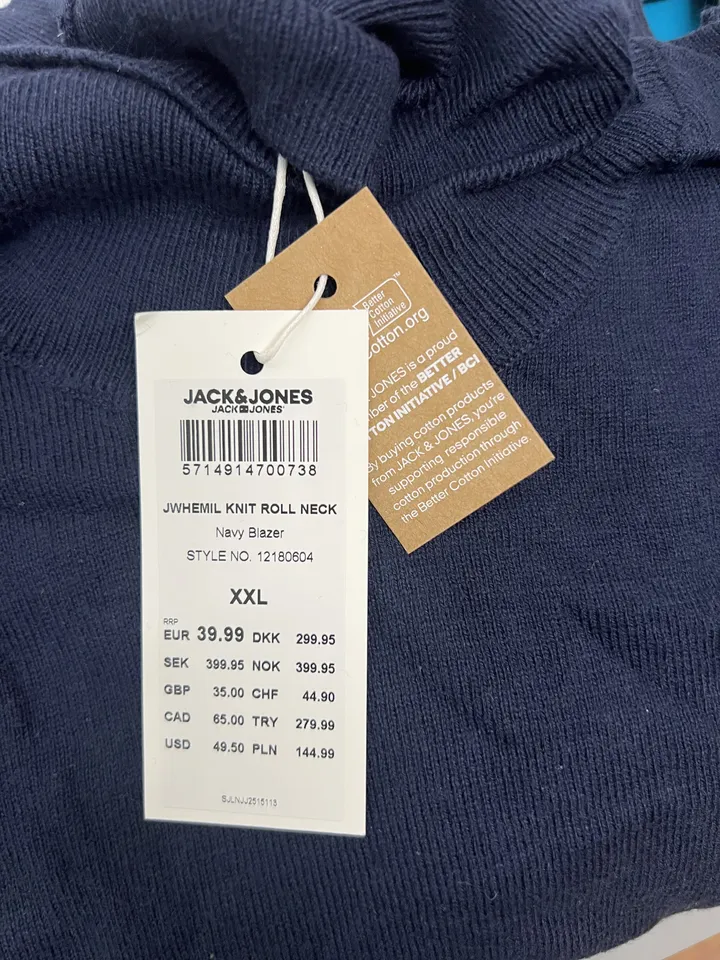 JACK&JONES
JACK JONES
5714914700738
JWHEMIL KNIT ROLL NECK
Navy Blazer
STYLE NO. 12180604
XXL
RRP
EUR 39.99 DKK 299.95
SEK 399.95 NOK 399.95
GBP 35.00 CHF 44.90
CAD 65.00 TRY 279.99
USD 49.50 PLN 144.99
SJLNJJ2515113
Better
Cotton
Initiative
™
otton.org
JONES is a proud
ber of the BETTER
TON INITIATIVE / BCI
By buying cotton products
from JACK & JONES, you're
supporting responsible
cotton production through
the Better Cotton Initiative.